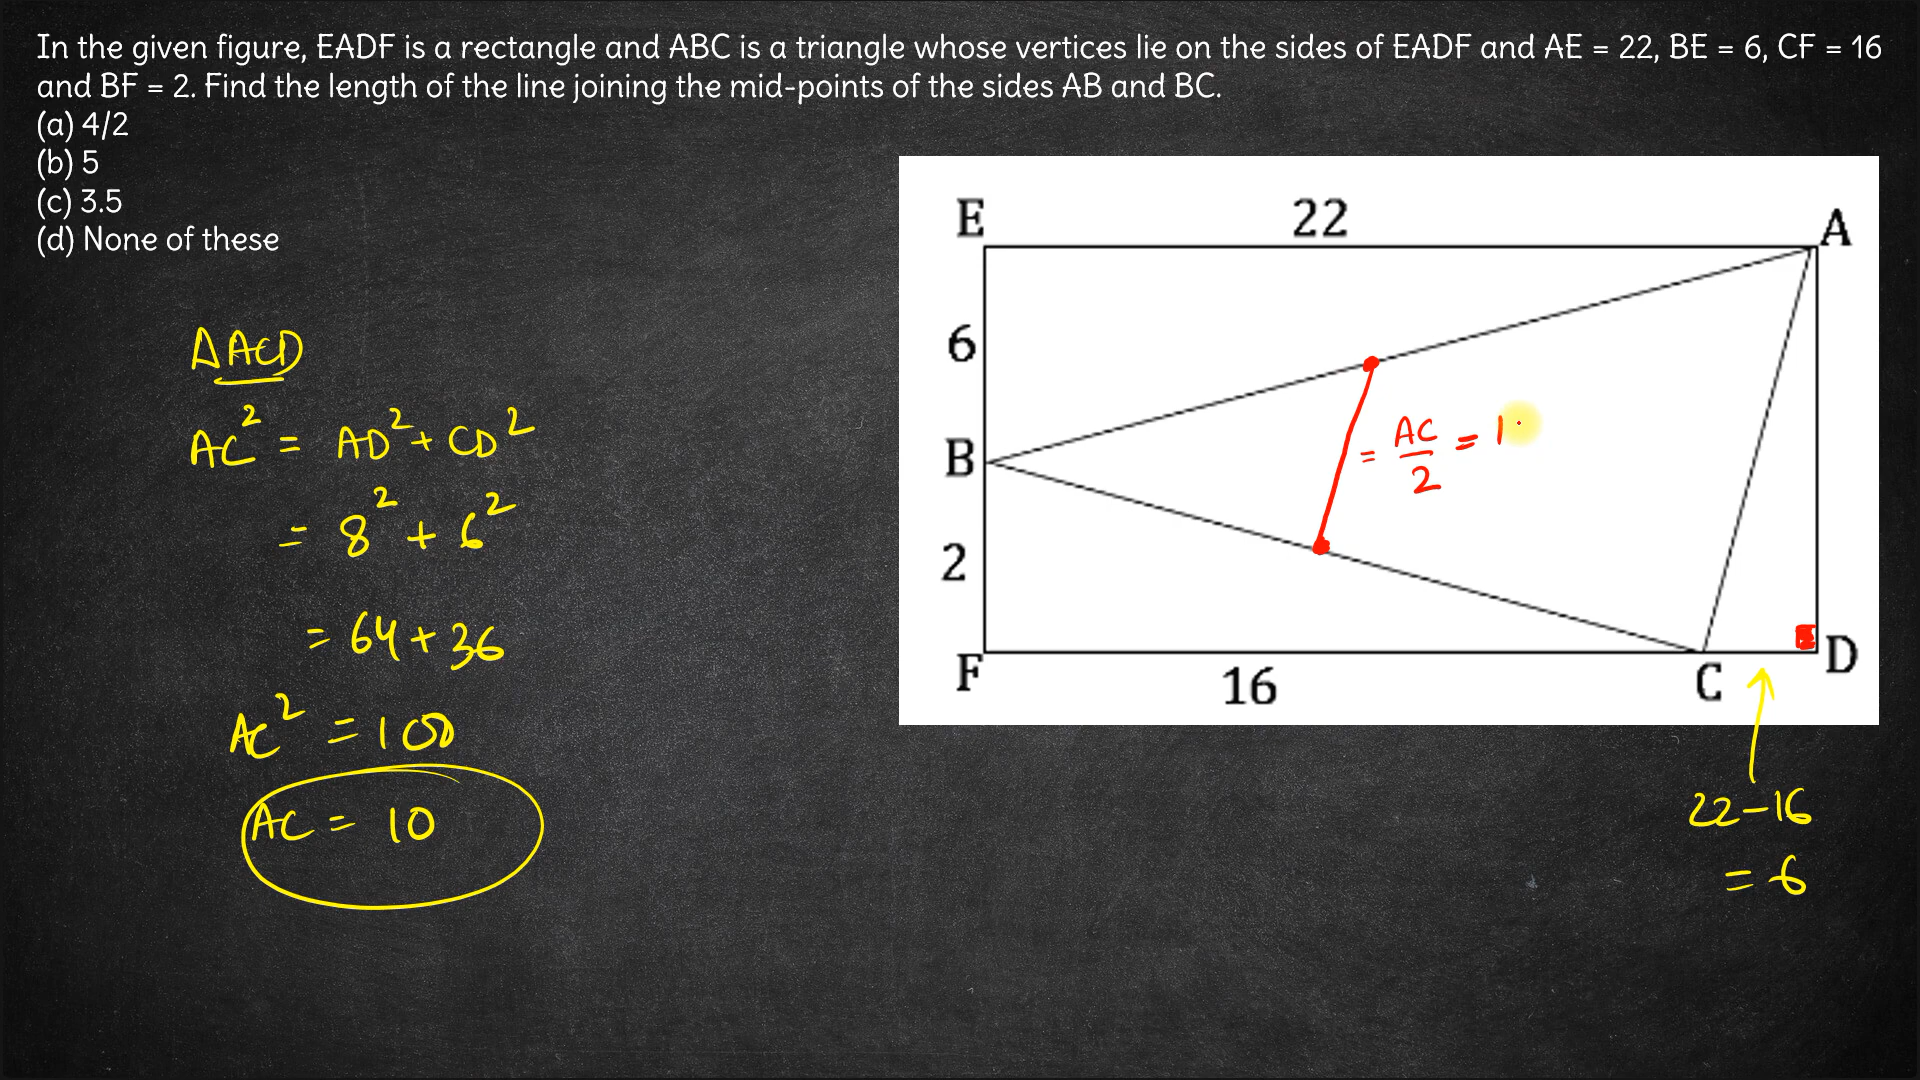 In the given figure, EADF is a rectangle and ABC is a triangle whose vertices lie on the sides of EADF and AE = 22, BE = 6, CF = 16
and BF = 2. Find the length of the line joining the mid-points of the sides AB and BC.
(a) 4/2
(b) 5
(c) 3.5
(d) None of these
E 22 A
6
B
2
F 16 C D
= AC/2 = 1
ΔACD
AC² = AD² + CD²
= 8² + 6²
= 64 + 36
AC² = 100
AC = 10
22-16
= 6